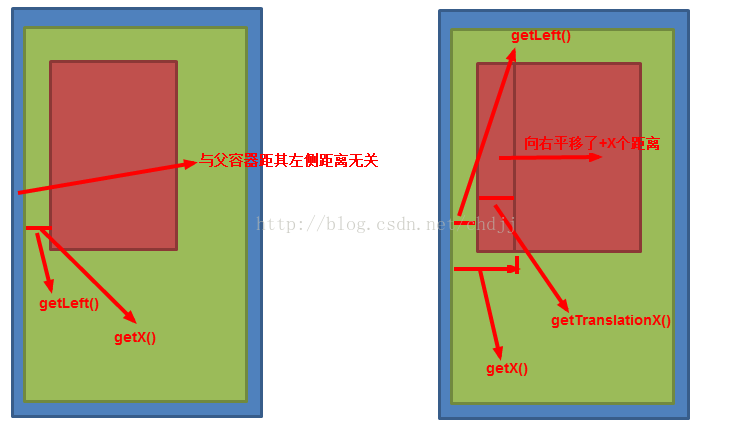 getLeft()
向右平移了+X个距离
与父容器距其左侧距离无关
http://blog.csdn.net/chdjj
getLeft()
getX()
getTranslationX()
getX()